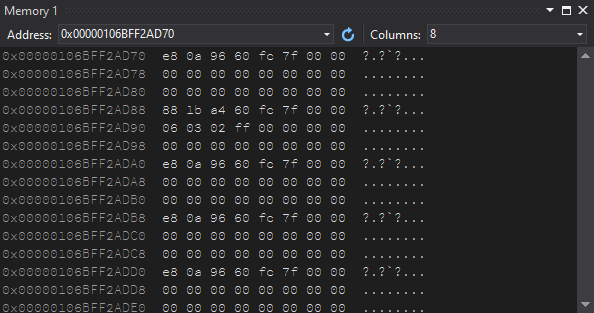 Memory 1
Address: 0x00000106BFF2AD70 Columns: 8
0x00000106BFF2AD70 e8 0a 96 60 fc 7f 00 00 ?.?`?...
0x00000106BFF2AD78 00 00 00 00 00 00 00 00 ........
0x00000106BFF2AD80 00 00 00 00 00 00 00 00 ........
0x00000106BFF2AD88 88 1b a4 60 fc 7f 00 00 ?.?`?...
0x00000106BFF2AD90 06 03 02 ff 00 00 00 00 ........
0x00000106BFF2AD98 00 00 00 00 00 00 00 00 ........
0x00000106BFF2ADA0 e8 0a 96 60 fc 7f 00 00 ?.?`?...
0x00000106BFF2ADA8 00 00 00 00 00 00 00 00 ........
0x00000106BFF2ADB0 00 00 00 00 00 00 00 00 ........
0x00000106BFF2ADB8 e8 0a 96 60 fc 7f 00 00 ?.?`?...
0x00000106BFF2ADC0 00 00 00 00 00 00 00 00 ........
0x00000106BFF2ADC8 00 00 00 00 00 00 00 00 ........
0x00000106BFF2ADD0 e8 0a 96 60 fc 7f 00 00 ?.?`?...
0x00000106BFF2ADD8 00 00 00 00 00 00 00 00 ........
0x00000106BFF2ADE0 00 00 00 00 00 00 00 00 ........